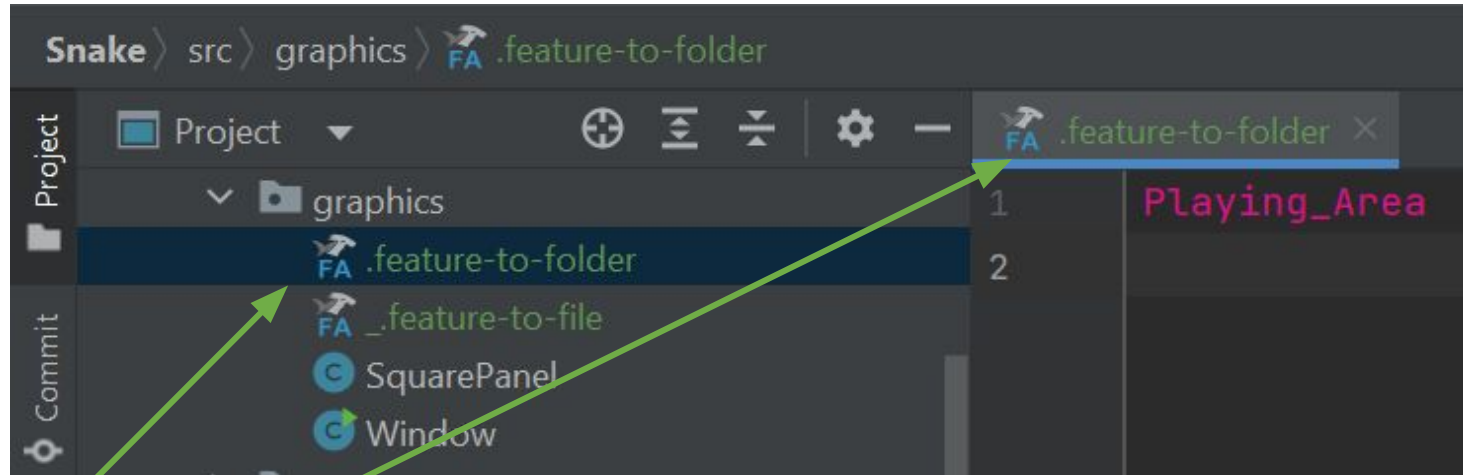 Snake 〉 src 〉 graphics 〉 FA .feature-to-folder
Project
Project
FA .feature-to-folder ×
graphics
1 Playing_Area
FA .feature-to-folder
2
FA _.feature-to-file
Commit
C SquarePanel
C Window